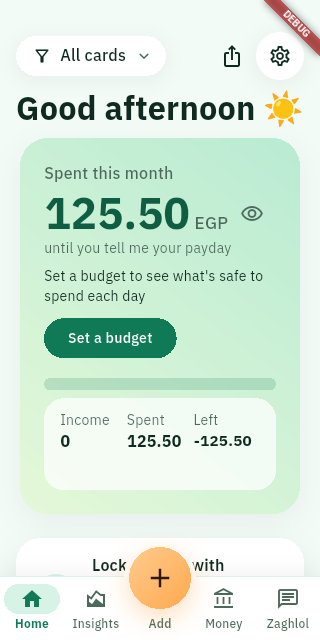 DEBUG
All cards
Good afternoon ☀️
Spent this month
125.50 EGP
until you tell me your payday
Set a budget to see what's safe to
spend each day
Set a budget
Income Spent Left
0 125.50 -125.50
Lock with
Home Insights Add Money Zaghlol